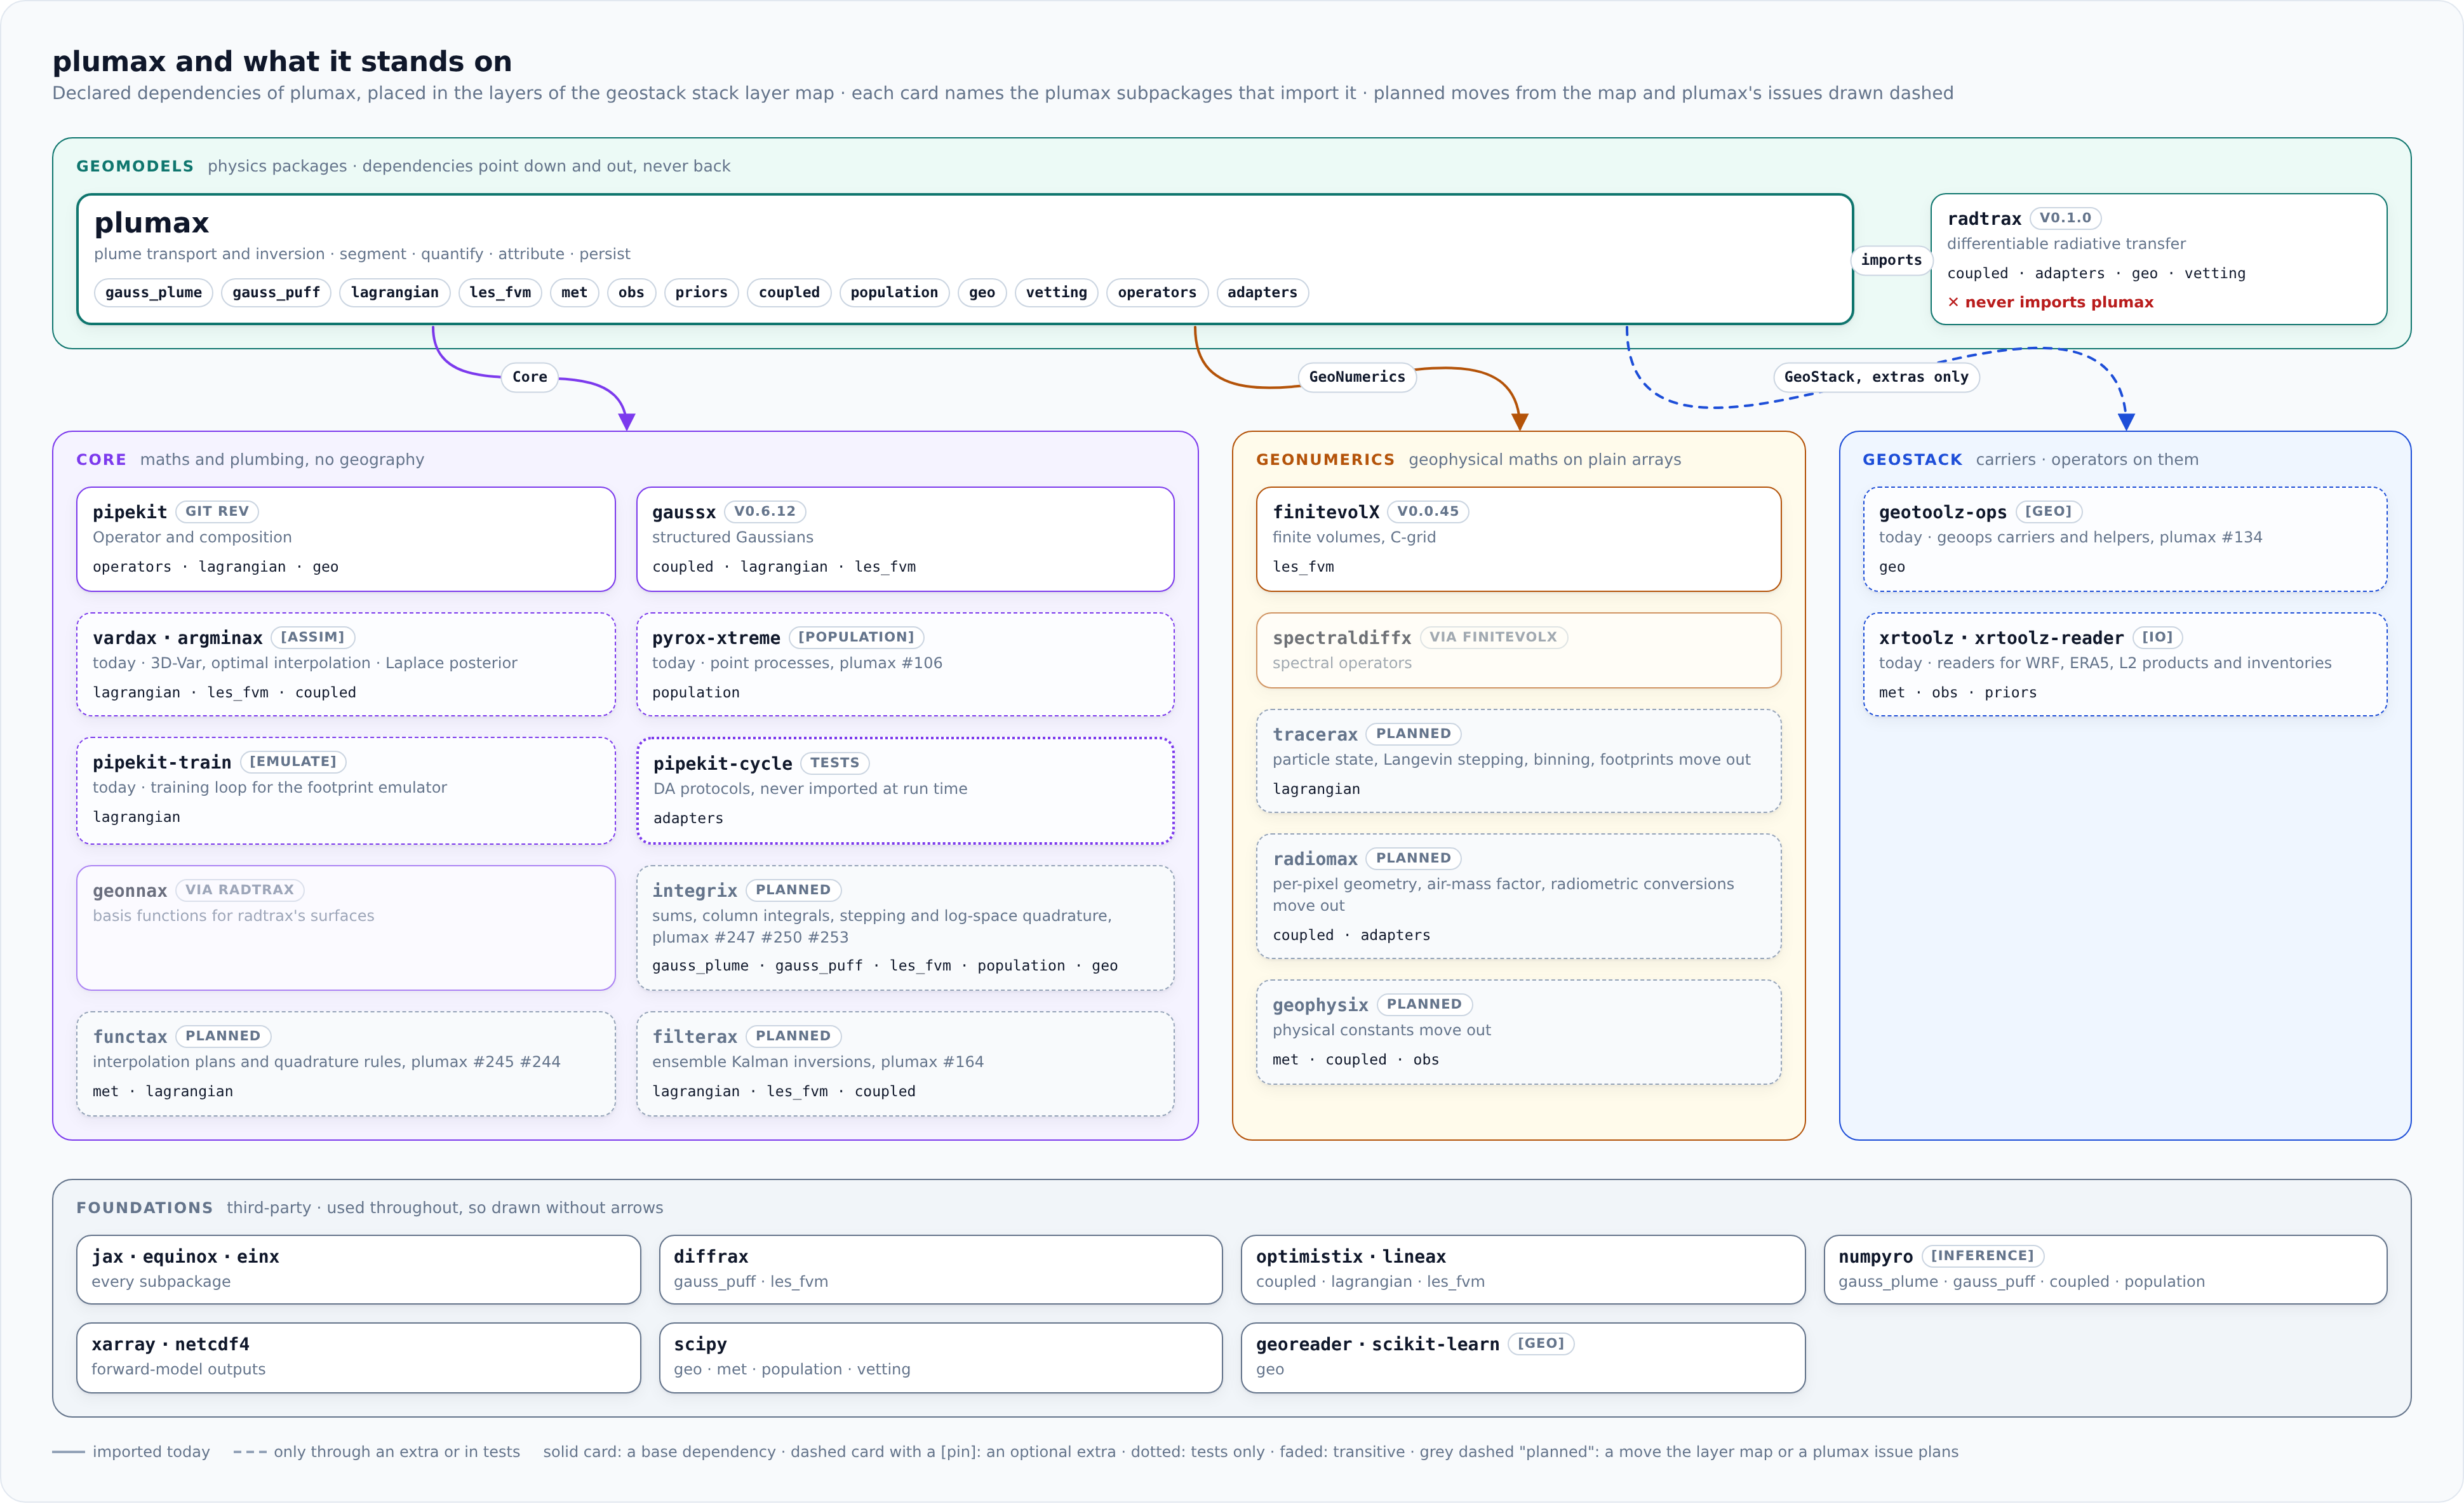 plumax and what it stands on
Declared dependencies of plumax, placed in the layers of the geostack stack layer map · each card names the plumax subpackages that import it · planned moves from the map and plumax's issues drawn dashed
GEOMODELS physics packages · dependencies point down and out, never back
plumax
plume transport and inversion · segment · quantify · attribute · persist
gauss_plume gauss_puff lagrangian les_fvm met obs priors coupled population geo vetting operators adapters
imports
radtrax V0.1.0
differentiable radiative transfer
coupled · adapters · geo · vetting
✕ never imports plumax
Core
GeoNumerics
GeoStack, extras only
CORE maths and plumbing, no geography
pipekit GIT REV
Operator and composition
operators · lagrangian · geo
gaussx V0.6.12
structured Gaussians
coupled · lagrangian · les_fvm
vardax · argminax [ASSIM]
today · 3D-Var, optimal interpolation · Laplace posterior
lagrangian · les_fvm · coupled
pyrox-xtreme [POPULATION]
today · point processes, plumax #106
population
pipekit-train [EMULATE]
today · training loop for the footprint emulator
lagrangian
pipekit-cycle TESTS
DA protocols, never imported at run time
adapters
geonnax VIA RADTRAX
basis functions for radtrax's surfaces
integrix PLANNED
sums, column integrals, stepping and log-space quadrature,
plumax #247 #250 #253
gauss_plume · gauss_puff · les_fvm · population · geo
functax PLANNED
interpolation plans and quadrature rules, plumax #245 #244
met · lagrangian
filterax PLANNED
ensemble Kalman inversions, plumax #164
lagrangian · les_fvm · coupled
GEONUMERICS geophysical maths on plain arrays
finitevolX V0.0.45
finite volumes, C-grid
les_fvm
spectraldiffx VIA FINITEVOLX
spectral operators
tracerax PLANNED
particle state, Langevin stepping, binning, footprints move out
lagrangian
radiomax PLANNED
per-pixel geometry, air-mass factor, radiometric conversions
move out
coupled · adapters
geophysix PLANNED
physical constants move out
met · coupled · obs
GEOSTACK carriers · operators on them
geotoolz-ops [GEO]
today · geoops carriers and helpers, plumax #134
geo
xrtoolz · xrtoolz-reader [IO]
today · readers for WRF, ERA5, L2 products and inventories
met · obs · priors
FOUNDATIONS third-party · used throughout, so drawn without arrows
jax · equinox · einx
every subpackage
diffrax
gauss_puff · les_fvm
optimistix · lineax
coupled · lagrangian · les_fvm
numpyro [INFERENCE]
gauss_plume · gauss_puff · coupled · population
xarray · netcdf4
forward-model outputs
scipy
geo · met · population · vetting
georeader · scikit-learn [GEO]
geo
imported today only through an extra or in tests solid card: a base dependency · dashed card with a [pin]: an optional extra · dotted: tests only · faded: transitive · grey dashed "planned": a move the layer map or a plumax issue plans